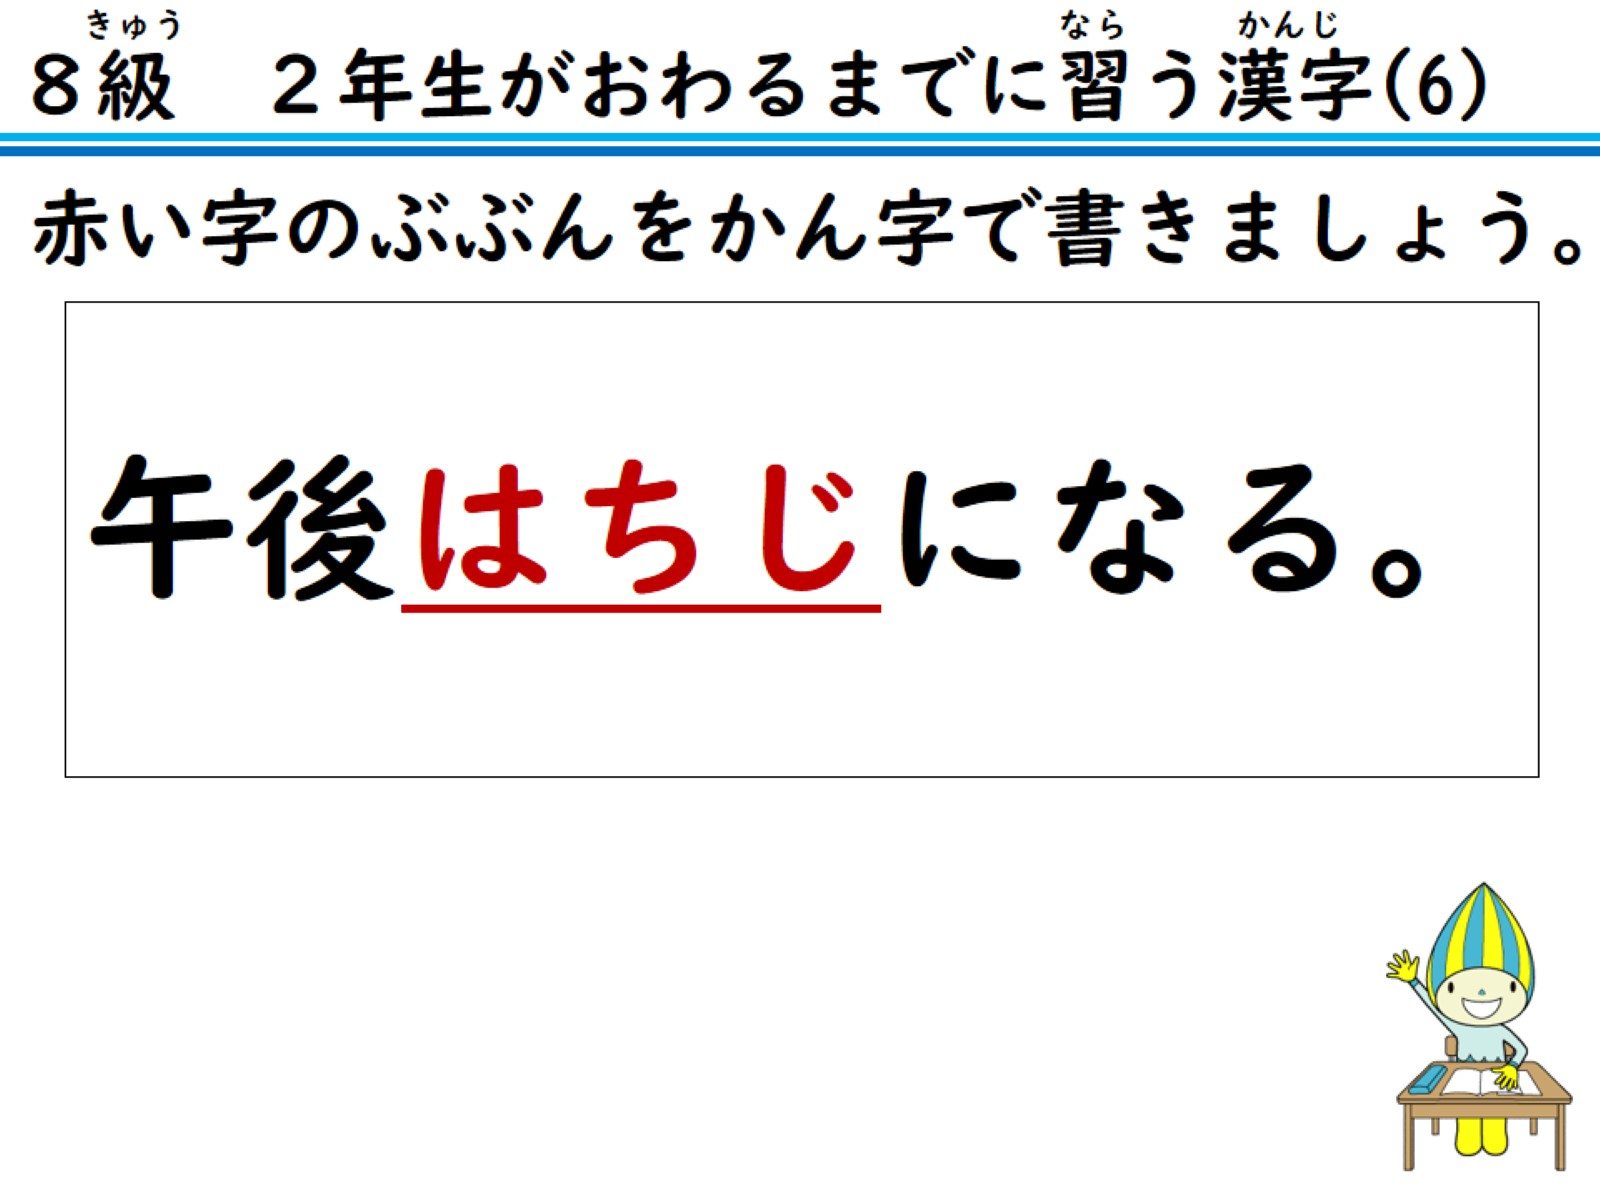 きゅう なら かんじ
８級　２年生がおわるまでに習う漢字(6)
赤い字のぶぶんをかん字で書きましょう。
午後はちじになる。